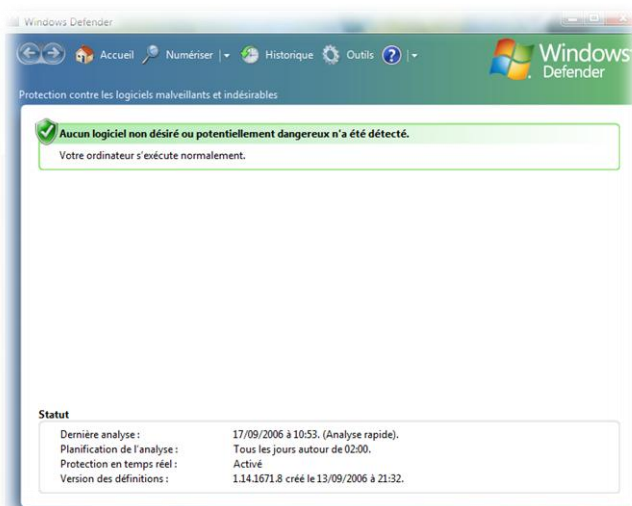 Windows Defender
Accueil Numériser Historique Outils ?
Windows
Defender
Protection contre les logiciels malveillants et indésirables
Aucun logiciel non désiré ou potentiellement dangereux n'a été détecté.
Votre ordinateur s'exécute normalement.
Statut
Dernière analyse : 17/09/2006 à 10:53. (Analyse rapide).
Planification de l'analyse : Tous les jours autour de 02:00.
Protection en temps réel : Activé
Version des définitions : 1.14.1671.8 créé le 13/09/2006 à 21:32.